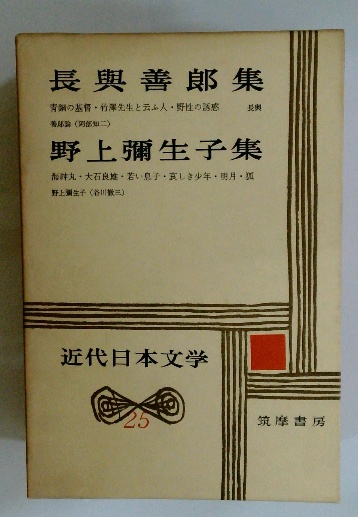 長與善郎集
青銅の基督・竹澤先生と云ふ人・野性の誘惑　長與
善郎論（阿部知二）
野上彌生子集
海神丸・大石良雄・若い息子・哀しき少年・明月・狐
野上彌生子（谷川徹三）
近代日本文学
25
筑摩書房